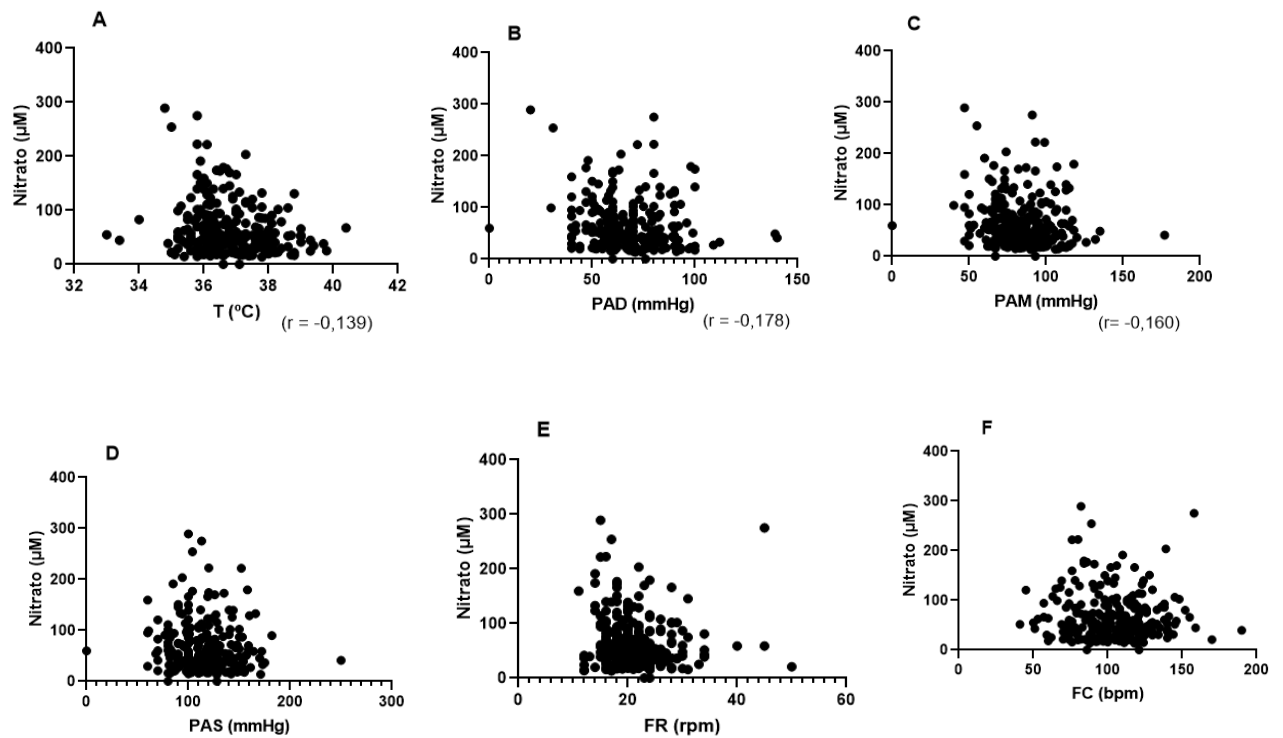 A
Nitrato (µM)
400
300
200
100
0
32 34 36 38 40 42
T (ºC)
(r = -0,139)
B
Nitrato (µM)
400
300
200
100
0
0 50 100 150
PAD (mmHg)
(r = -0,178)
C
Nitrato (µM)
400
300
200
100
0
0 50 100 150 200
PAM (mmHg)
(r= -0,160)
D
Nitrato (µM)
400
300
200
100
0
0 100 200 300
PAS (mmHg)
E
Nitrato (µM)
400
300
200
100
0
0 20 40 60
FR (rpm)
F
Nitrato (µM)
400
300
200
100
0
0 50 100 150 200
FC (bpm)